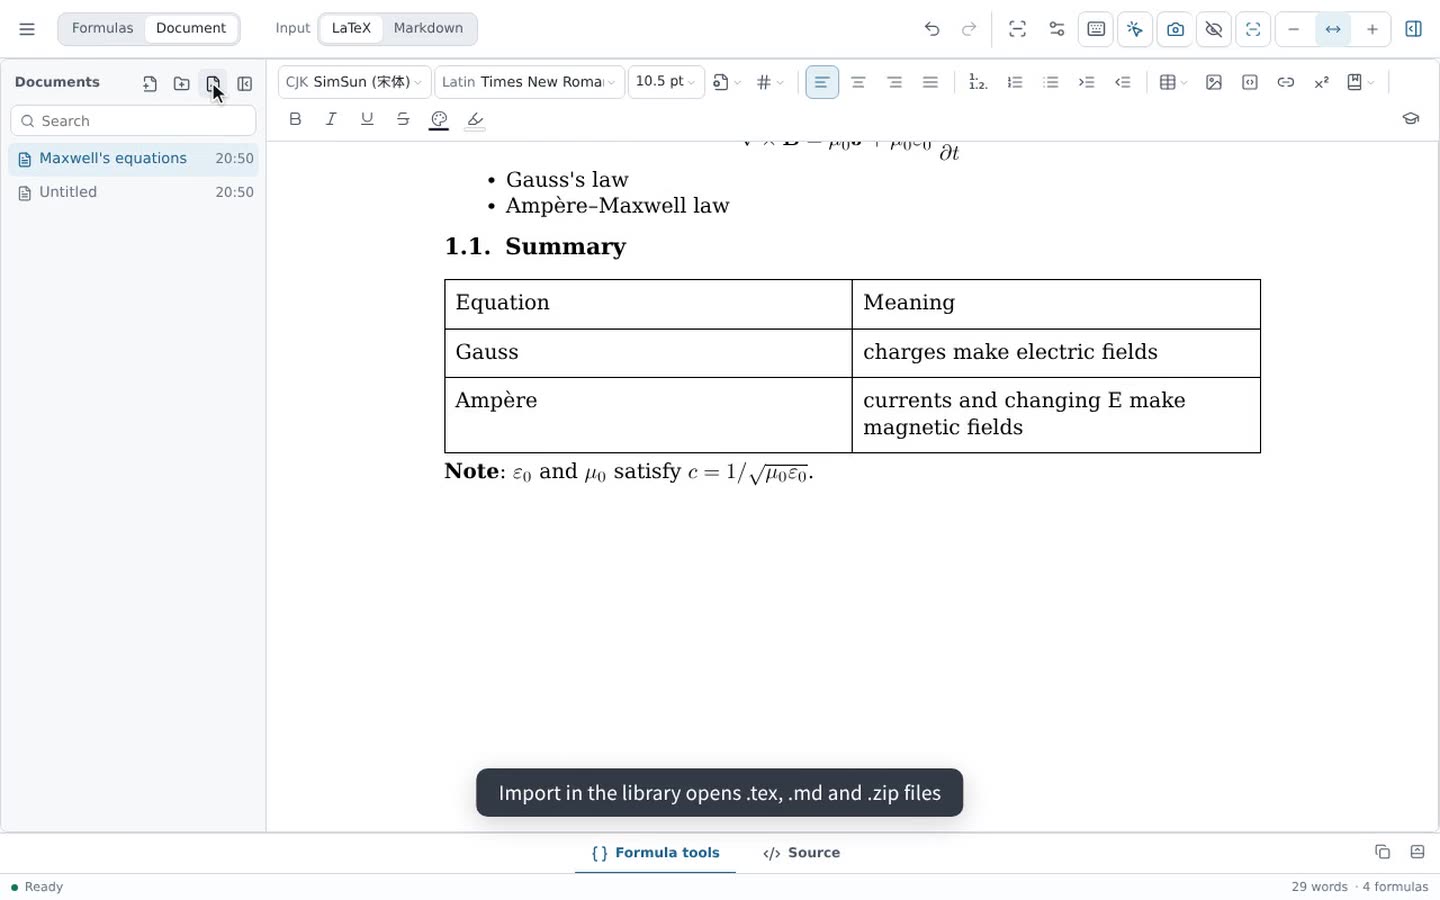 Formulas Document Input LaTeX Markdown
Documents
CJK SimSun (宋体) Latin Times New Roma 10.5 pt
Search
Maxwell's equations 20:50
Untitled 20:50
∂t
• Gauss's law
• Ampère–Maxwell law
1.1. Summary
Equation Meaning
Gauss charges make electric fields
Ampère currents and changing E make
magnetic fields
Note: ε₀ and μ₀ satisfy c = 1/√μ₀ε₀.
Import in the library opens .tex, .md and .zip files
{ } Formula tools </> Source
Ready 29 words · 4 formulas